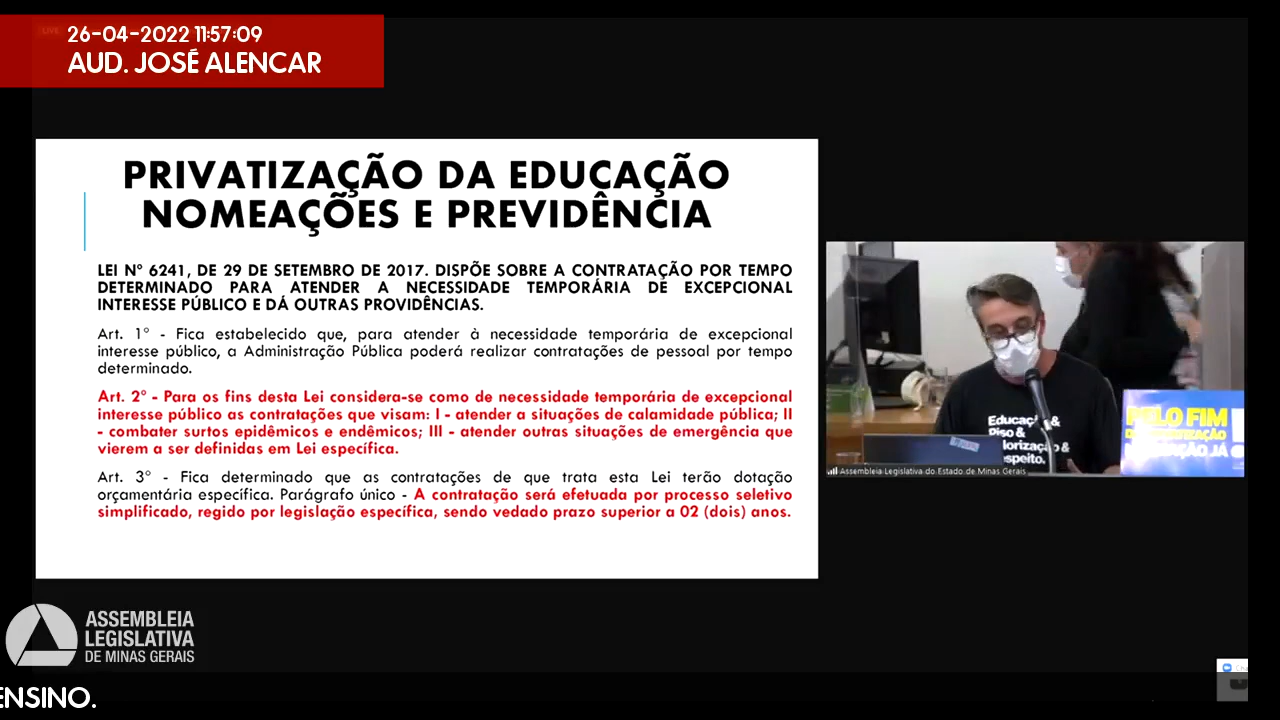 26-04-2022 11:57:09
AUD. JOSÉ ALENCAR
PRIVATIZAÇÃO DA EDUCAÇÃO
NOMEAÇÕES E PREVIDÊNCIA
LEI Nº 6241, DE 29 DE SETEMBRO DE 2017. DISPÕE SOBRE A CONTRATAÇÃO POR TEMPO
DETERMINADO PARA ATENDER A NECESSIDADE TEMPORÁRIA DE EXCEPCIONAL
INTERESSE PÚBLICO E DÁ OUTRAS PROVIDÊNCIAS.
Art. 1º - Fica estabelecido que, para atender à necessidade temporária de excepcional
interesse público, a Administração Pública poderá realizar contratações de pessoal por tempo
determinado.
Art. 2º - Para os fins desta Lei considera-se como de necessidade temporária de excepcional
interesse público as contratações que visam: I - atender a situações de calamidade pública; II
- combater surtos epidêmicos e endêmicos; III - atender outras situações de emergência que
vierem a ser definidas em Lei específica.
Art. 3º - Fica determinado que as contratações de que trata esta Lei terão dotação
orçamentária específica. Parágrafo único - A contratação será efetuada por processo seletivo
simplificado, regido por legislação específica, sendo vedado prazo superior a 02 (dois) anos.
Educação &
Piso &
lorização &
speito.
PELO FIM
JÁ
Assembleia Legislativa do Estado de Minas Gerais
ASSEMBLEIA
LEGISLATIVA
DE MINAS GERAIS
ENSINO.